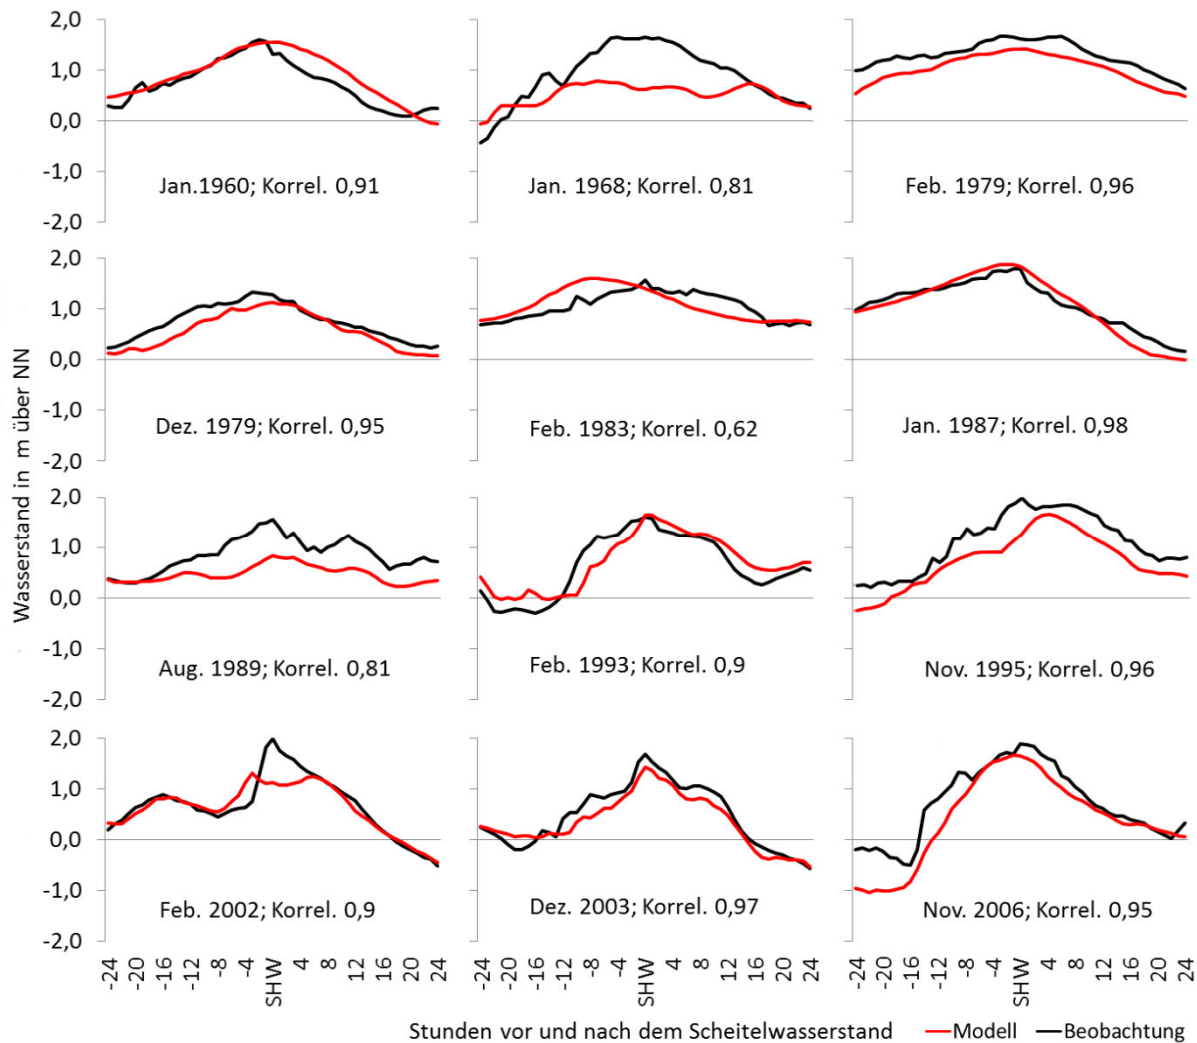 Wasserstand in m über NN
2,0
1,0
0,0
-1,0
-2,0
Jan.1960; Korrel. 0,91
Jan. 1968; Korrel. 0,81
Feb. 1979; Korrel. 0,96
2,0
1,0
0,0
-1,0
-2,0
Dez. 1979; Korrel. 0,95
Feb. 1983; Korrel. 0,62
Jan. 1987; Korrel. 0,98
2,0
1,0
0,0
-1,0
-2,0
Aug. 1989; Korrel. 0,81
Feb. 1993; Korrel. 0,9
Nov. 1995; Korrel. 0,96
2,0
1,0
0,0
-1,0
-2,0
Feb. 2002; Korrel. 0,9
Dez. 2003; Korrel. 0,97
Nov. 2006; Korrel. 0,95
-24 -20 -16 -12 -8 -4 SHW 4 8 12 16 20 24
-24 -20 -16 -12 -8 -4 SHW 4 8 12 16 20 24
-24 -20 -16 -12 -8 -4 SHW 4 8 12 16 20 24
Stunden vor und nach dem Scheitelwasserstand Modell Beobachtung